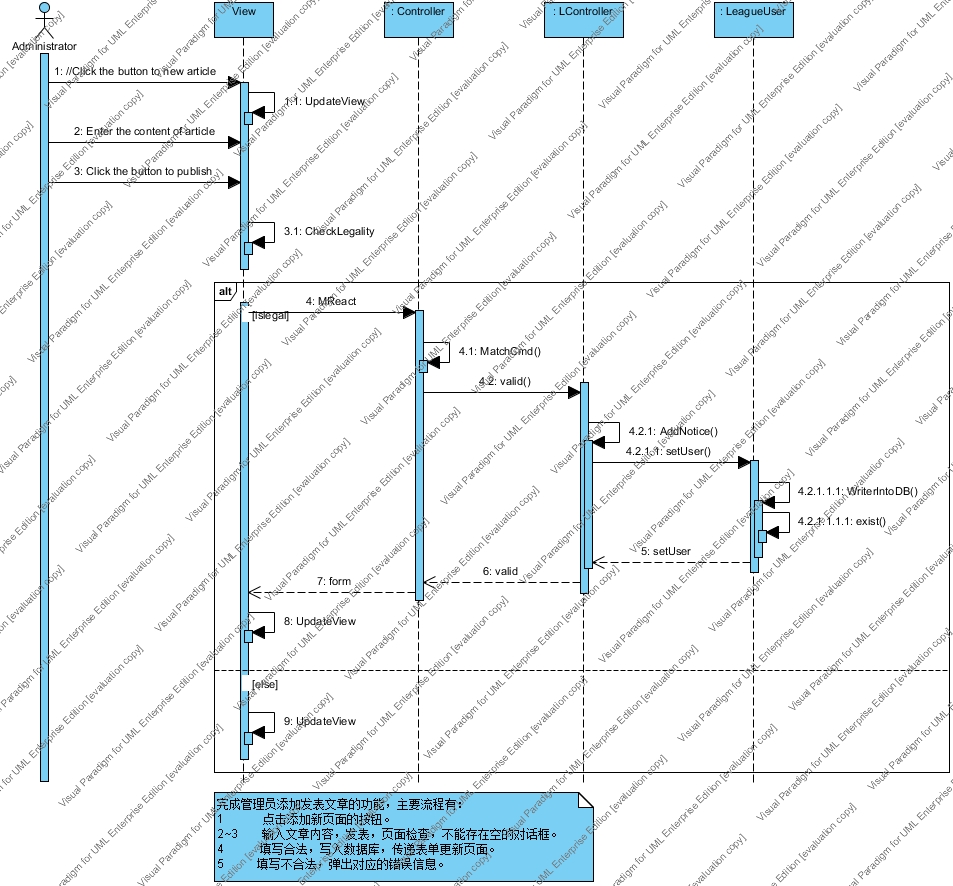 View
: Controller
: LController
: LeagueUser
Administrator
1: //Click the button to new article
1.1: UpdateView
2: Enter the content of article
3: Click the button to publish
3.1: CheckLegality
alt
4: MReact
[islegal]
4.1: MatchCmd()
4.2: valid()
4.2.1: AddNotice()
4.2.1.1: setUser()
4.2.1.1.1: WriterIntoDB()
4.2.1.1.1.1: exist()
5: setUser
6: valid
7: form
8: UpdateView
[else]
9: UpdateView
完成管理员添加发表文章的功能，主要流程有：
1 点击添加新页面的按钮。
2~3 输入文章内容，发表，页面检查，不能存在空的对话框。
4 填写合法，写入数据库，传递表单更新页面。
5 填写不合法，弹出对应的错误信息。
Visual Paradigm for UML Enterprise Edition [evaluation copy]